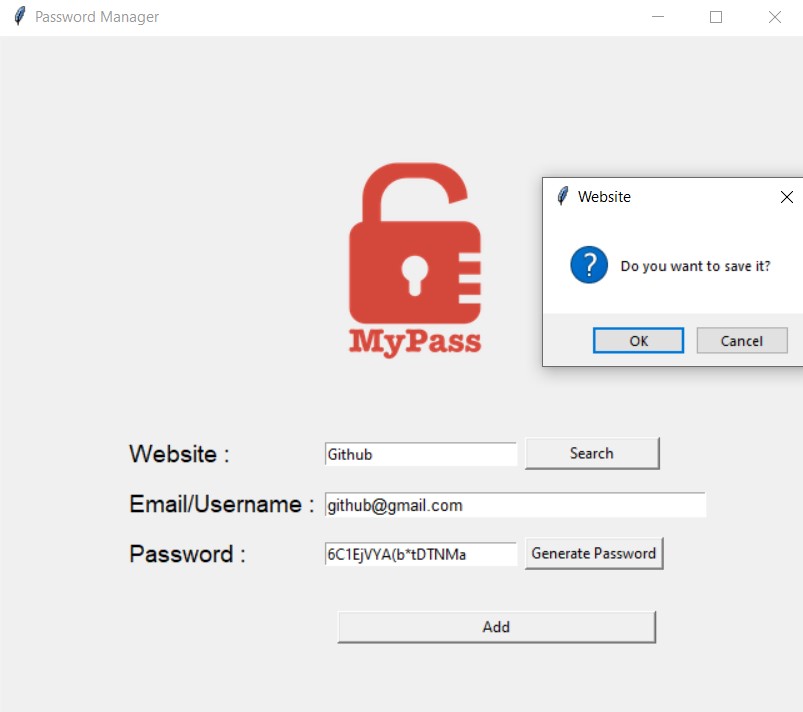 Password Manager
Website
Do you want to save it?
OK Cancel
MyPass
Website : Github Search
Email/Username : github@gmail.com
Password : 6C1EjVYA(b*tDTNMa Generate Password
Add